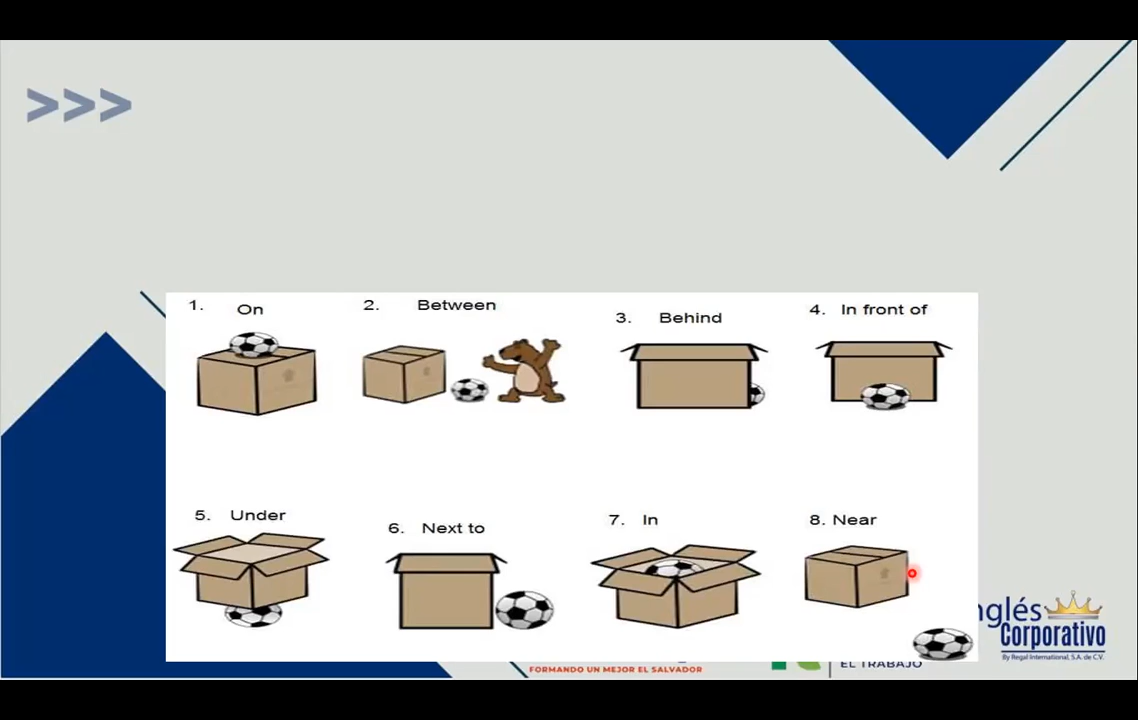 >>>
1. On
2. Between
3. Behind
4. In front of
5. Under
6. Next to
7. In
8. Near
Corporativo
By Regal International, S.A. de C.V.
FORMANDO UN MEJOR EL SALVADOR
EL TRABAJO